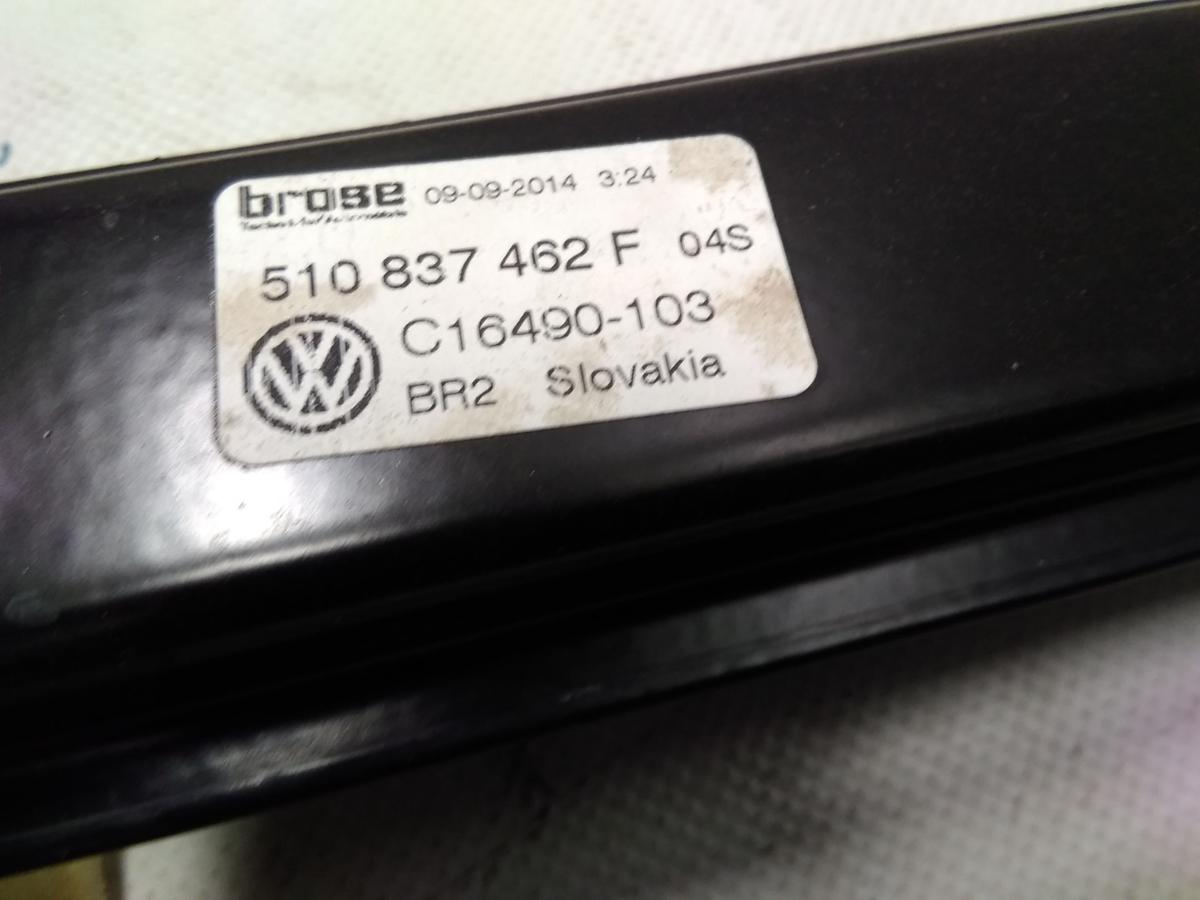 brose 09-09-2014 3:24
510 837 462 F 04S
C16490-103
BR2 Slovakia